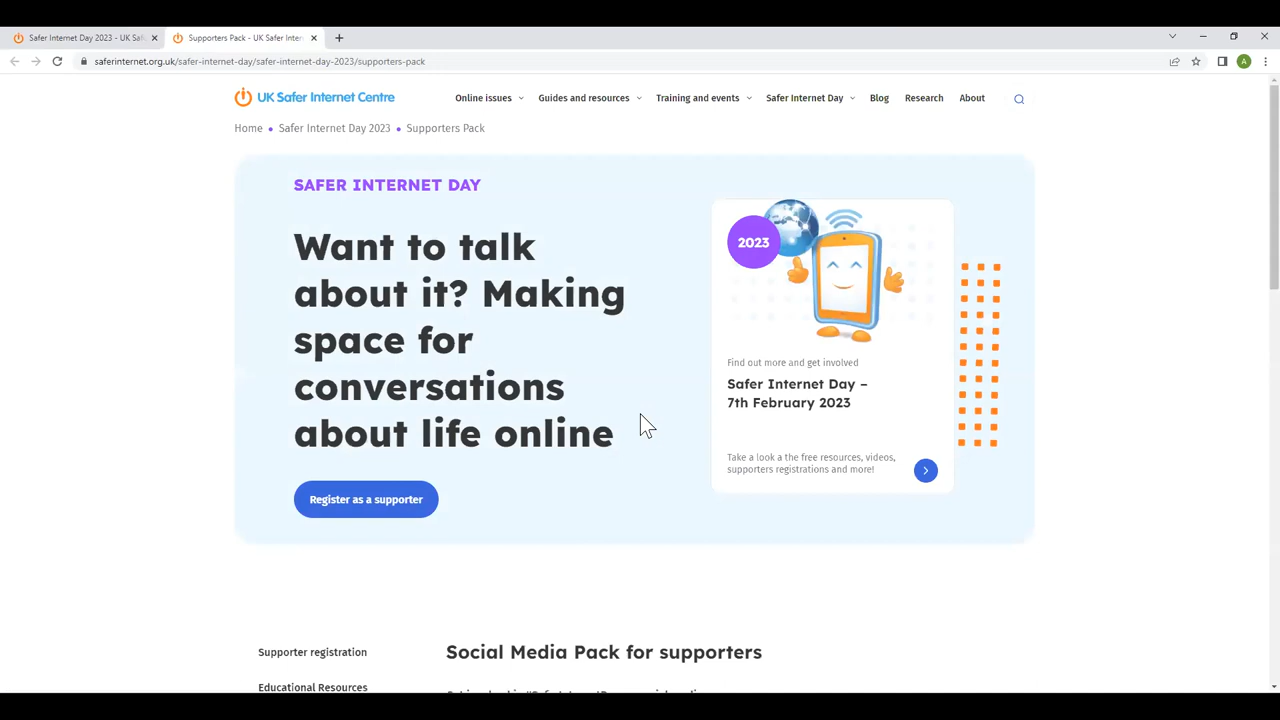 Safer Internet Day 2023 - UK Saf
Supporters Pack - UK Safer Inter
saferinternet.org.uk/safer-internet-day/safer-internet-day-2023/supporters-pack
A
UK Safer Internet Centre
Online issues
Guides and resources
Training and events
Safer Internet Day
Blog
Research
About
Home • Safer Internet Day 2023 • Supporters Pack
SAFER INTERNET DAY
Want to talk
about it? Making
space for
conversations
about life online
Register as a supporter
2023
Find out more and get involved
Safer Internet Day –
7th February 2023
Take a look a the free resources, videos,
supporters registrations and more!
Supporter registration
Educational Resources
Social Media Pack for supporters